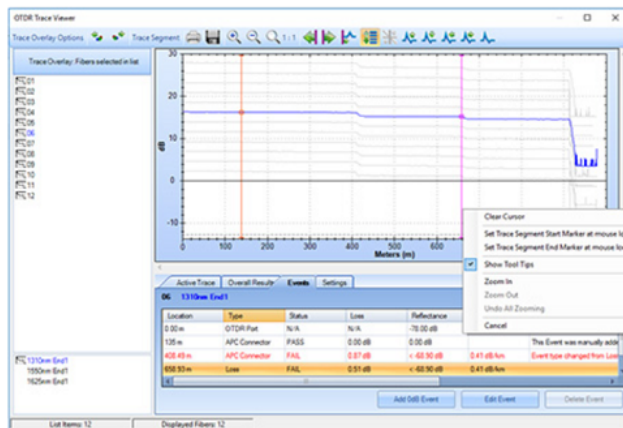 OTDR Trace Viewer
Trace Overlay Options Trace Segment: 1:1
Trace Overlay: Fibers selected in list
01
02
03
04
05
06
07
08
09
10
11
12
1310nm End1
1550nm End1
1625nm End1
30
20
10
0
-10
dB
0 100 200 300 400 500 600
Meters (m)
Clear Cursor
Set Trace Segment Start Marker at mouse lo
Set Trace Segment End Marker at mouse lo
Show Tool Tips
Zoom In
Zoom Out
Undo All Zooming
Cancel
Active Trace Overall Results Events Settings
06 1310nm End1
Location Type Status Loss Reflectance
0.00 m OTDR Port N/A N/A -78.00 dB
135 m APC Connector PASS 0.00 dB 0.00 dB This Event was manually adde
408.49 m APC Connector FAIL 0.87 dB < -68.90 dB 0.41 dB/km Event type changed from Loss
658.93 m Loss FAIL 0.51 dB < -68.90 dB 0.41 dB/km
Add 0dB Event Edit Event Delete Event
List Items: 12 Displayed Fibers: 12